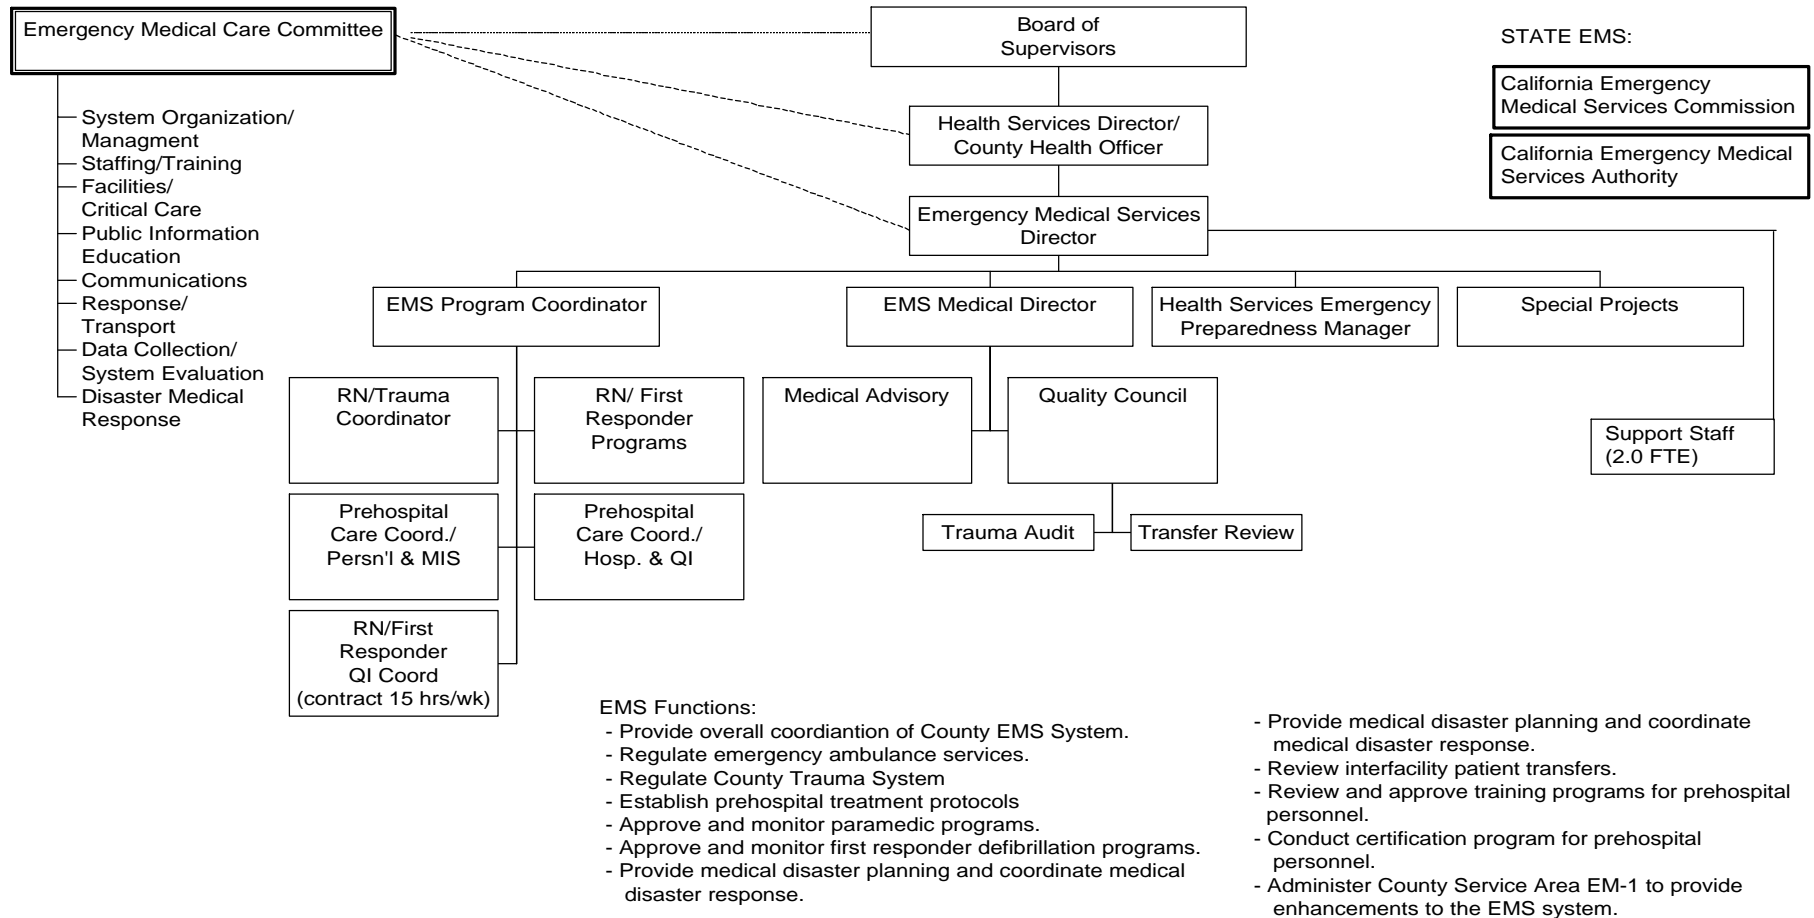 Emergency Medical Care Committee
System Organization/
Managment
Staffing/Training
Facilities/
Critical Care
Public Information
Education
Communications
Response/
Transport
Data Collection/
System Evaluation
Disaster Medical
Response
Board of
Supervisors
Health Services Director/
County Health Officer
Emergency Medical Services
Director
STATE EMS:
California Emergency
Medical Services Commission
California Emergency Medical
Services Authority
EMS Program Coordinator
EMS Medical Director
Health Services Emergency
Preparedness Manager
Special Projects
RN/Trauma
Coordinator
RN/ First
Responder
Programs
Prehospital
Care Coord./
Persn'l & MIS
Prehospital
Care Coord./
Hosp. & QI
RN/First
Responder
QI Coord
(contract 15 hrs/wk)
Medical Advisory
Quality Council
Trauma Audit
Transfer Review
Support Staff
(2.0 FTE)
EMS Functions:
- Provide overall coordiantion of County EMS System.
- Regulate emergency ambulance services.
- Regulate County Trauma System
- Establish prehospital treatment protocols
- Approve and monitor paramedic programs.
- Approve and monitor first responder defibrillation programs.
- Provide medical disaster planning and coordinate medical
disaster response.
- Provide medical disaster planning and coordinate
medical disaster response.
- Review interfacility patient transfers.
- Review and approve training programs for prehospital
personnel.
- Conduct certification program for prehospital
personnel.
- Administer County Service Area EM-1 to provide
enhancements to the EMS system.